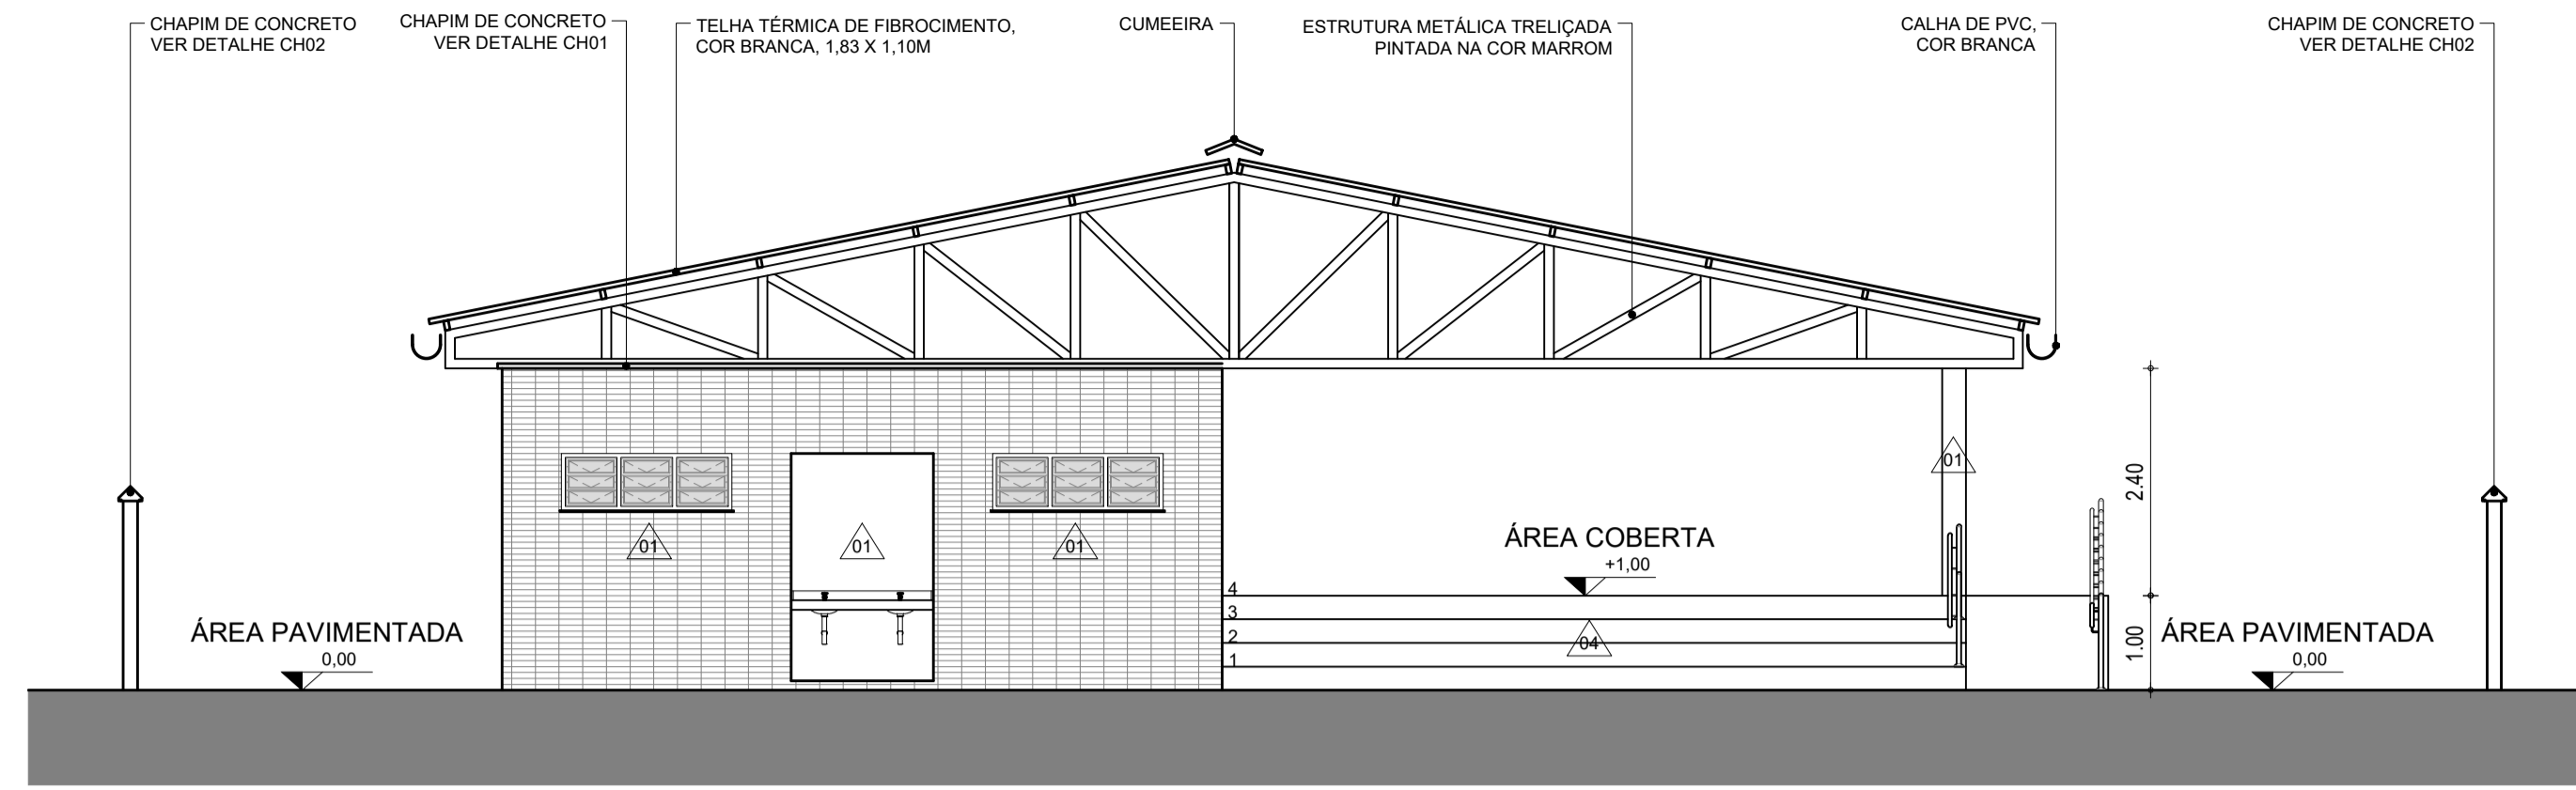 CHAPIM DE CONCRETO
VER DETALHE CH02
CHAPIM DE CONCRETO
VER DETALHE CH01
TELHA TÉRMICA DE FIBROCIMENTO,
COR BRANCA, 1,83 X 1,10M
CUMEEIRA
ESTRUTURA METÁLICA TRELIÇADA
PINTADA NA COR MARROM
CALHA DE PVC,
COR BRANCA
CHAPIM DE CONCRETO
VER DETALHE CH02
01
2.40
01
01
01
ÁREA COBERTA
+1,00
4
3
2
1
04
1.00
ÁREA PAVIMENTADA
0,00
ÁREA PAVIMENTADA
0,00